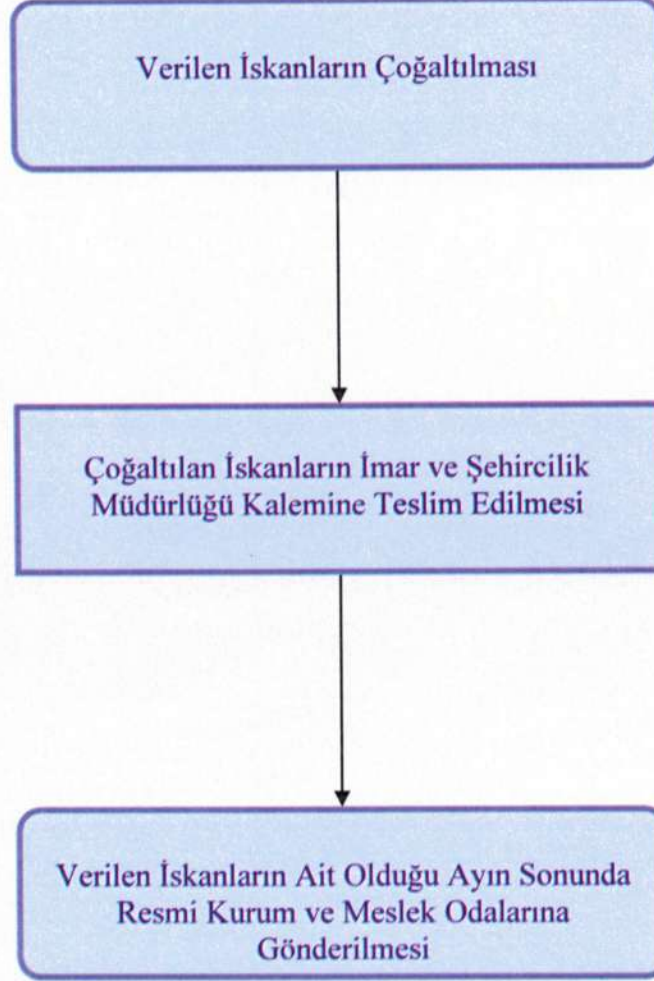 Verilen İskanların Çoğaltılması
Çoğaltılan İskanların İmar ve Şehircilik
Müdürlüğü Kalemine Teslim Edilmesi
Verilen İskanların Ait Olduğu Ayın Sonunda
Resmi Kurum ve Meslek Odalarına
Gönderilmesi